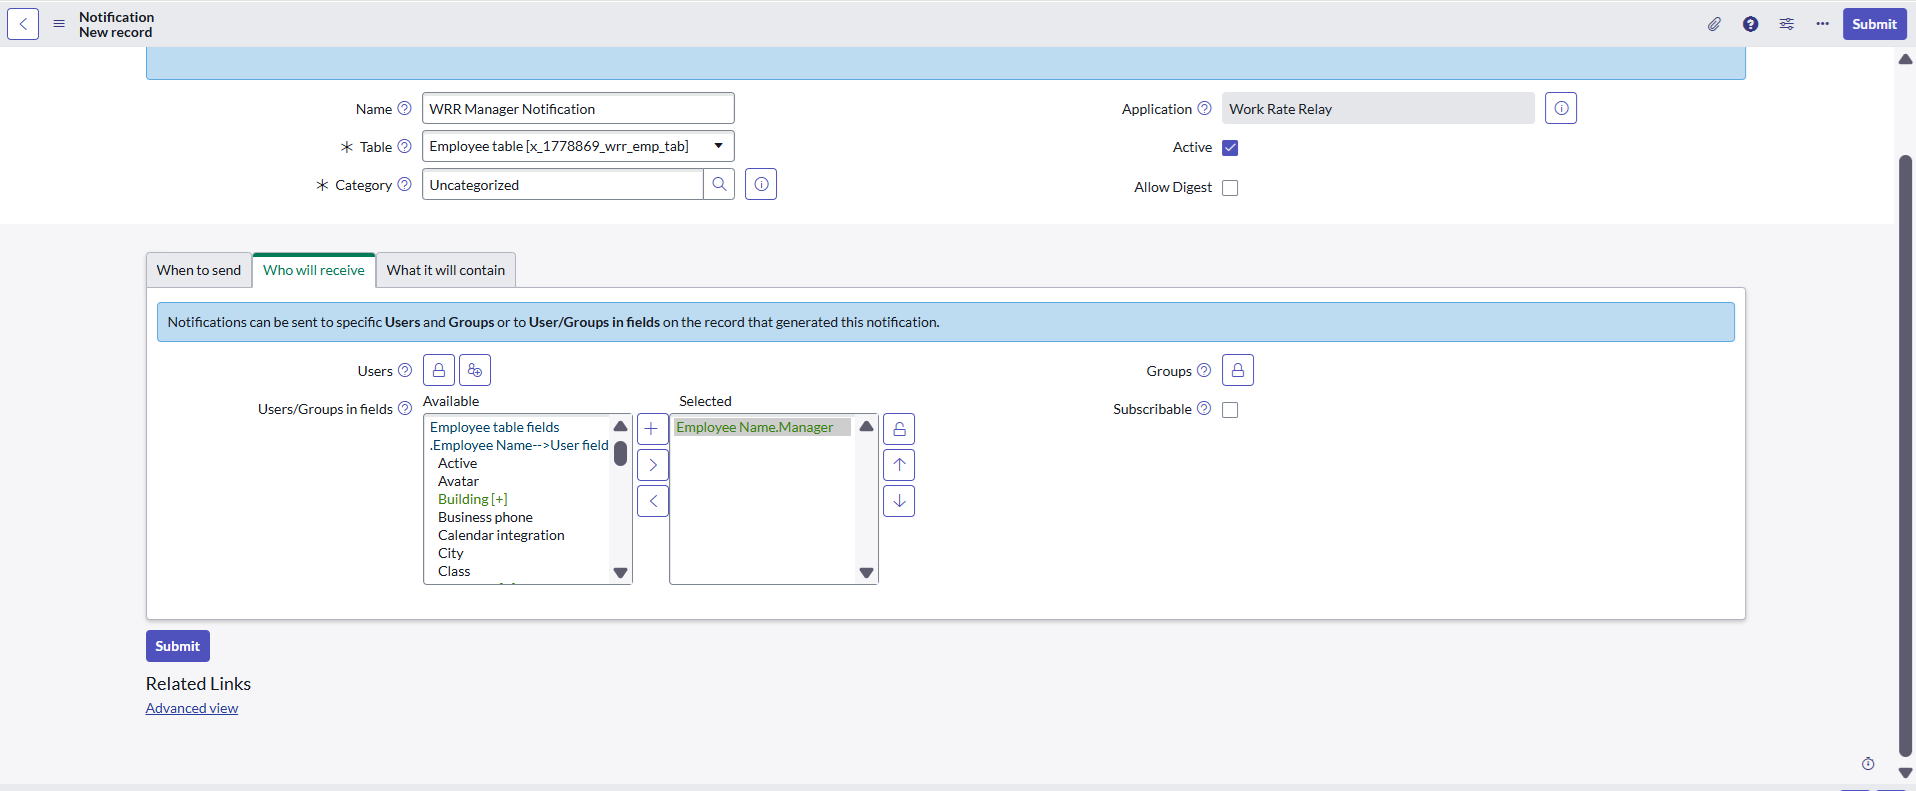 Notification
New record
Submit
Name
WRR Manager Notification
Application
Work Rate Relay
Table
Employee table [x_1778869_wrr_emp_tab]
Active
Category
Uncategorized
Allow Digest
When to send
Who will receive
What it will contain
Notifications can be sent to specific Users and Groups or to User/Groups in fields on the record that generated this notification.
Users
Groups
Users/Groups in fields
Available
Selected
Subscribable
Employee table fields
.Employee Name-->User field
Active
Avatar
Building [+]
Business phone
Calendar integration
City
Class
Employee Name.Manager
Submit
Related Links
Advanced view